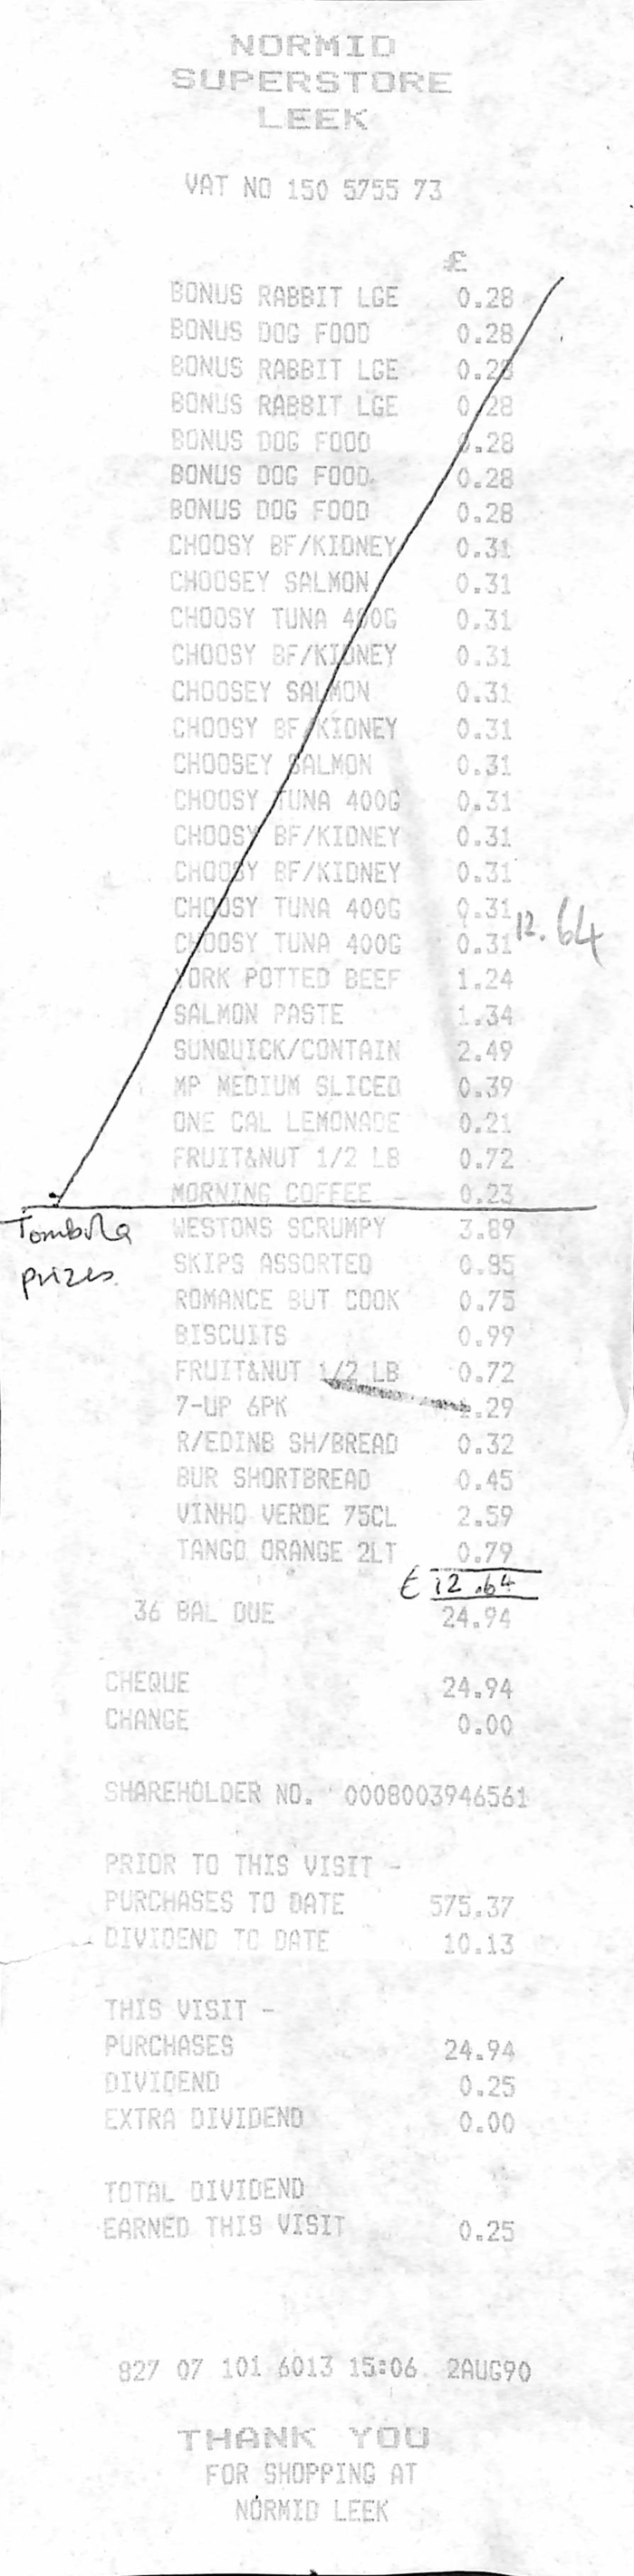 NORMID
SUPERSTORE
LEEK
VAT NO 150 5755 73
£
BONUS RABBIT LGE 0.28
BONUS DOG FOOD 0.28
BONUS RABBIT LGE 0.28
BONUS RABBIT LGE 0.28
BONUS DOG FOOD 0.28
BONUS DOG FOOD 0.28
BONUS DOG FOOD 0.28
CHOOSY BF/KIDNEY 0.31
CHOOSEY SALMON 0.31
CHOOSY TUNA 400G 0.31
CHOOSY BF/KIDNEY 0.31
CHOOSEY SALMON 0.31
CHOOSY BF/KIDNEY 0.31
CHOOSEY SALMON 0.31
CHOOSY TUNA 400G 0.31
CHOOSY BF/KIDNEY 0.31
CHOOSY BF/KIDNEY 0.31
CHOOSY TUNA 400G 0.31
12.64
CHOOSY TUNA 400G 0.31
YORK POTTED BEEF 1.24
SALMON PASTE 1.34
SUNQUICK/CONTAIN 2.49
MP MEDIUM SLICED 0.39
ONE CAL LEMONADE 0.21
FRUIT&NUT 1/2 LB 0.72
MORNING COFFEE 0.23
Tombola
prizes.
WESTONS SCRUMPY 3.89
SKIPS ASSORTED 0.85
ROMANCE BUT COOK 0.75
BISCUITS 0.99
FRUIT&NUT 1/2 LB 0.72
7-UP 6PK 1.29
R/EDINB SH/BREAD 0.32
BUR SHORTBREAD 0.45
VINHO VERDE 75CL 2.59
TANGO ORANGE 2LT 0.79
£ 12.64
36 BAL DUE 24.94
CHEQUE 24.94
CHANGE 0.00
SHAREHOLDER NO. 0008003946561
PRIOR TO THIS VISIT -
PURCHASES TO DATE 575.37
DIVIDEND TO DATE 10.13
THIS VISIT -
PURCHASES 24.94
DIVIDEND 0.25
EXTRA DIVIDEND 0.00
TOTAL DIVIDEND
EARNED THIS VISIT 0.25
827 07 101 6013 15:06 2AUG90
THANK YOU
FOR SHOPPING AT
NORMID LEEK